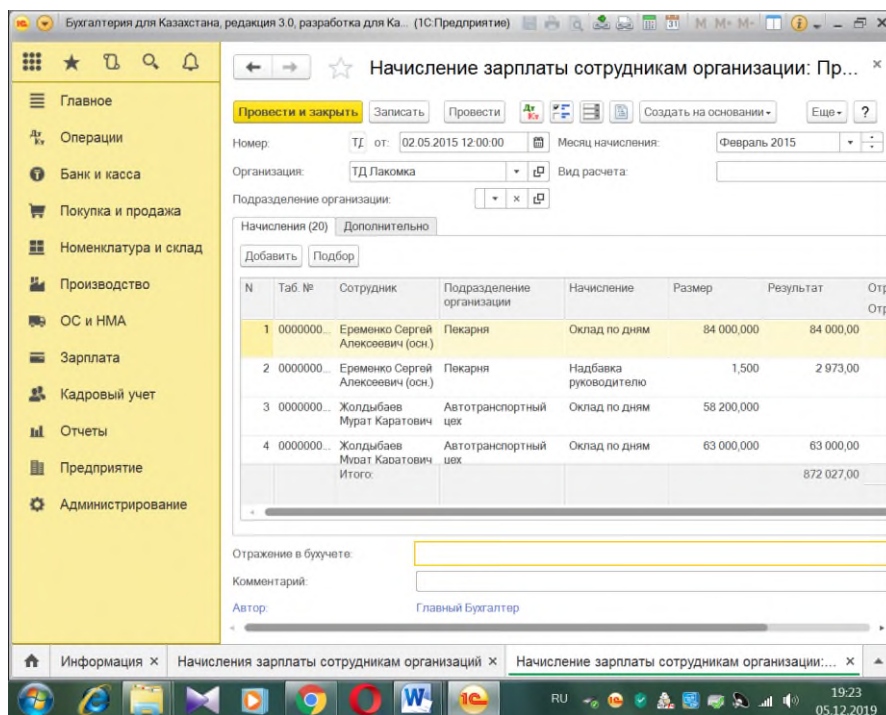 Бухгалтерия для Казахстана, редакция 3.0, разработка для Ка... (1С:Предприятие)
M M+ M-
Начисление зарплаты сотрудникам организации: Пр...
Главное
Операции
Банк и касса
Покупка и продажа
Номенклатура и склад
Производство
ОС и НМА
Зарплата
Кадровый учет
Отчеты
Предприятие
Администрирование
Провести и закрыть Записать Провести Создать на основании Еще ?
Номер: ТД от: 02.05.2015 12:00:00 Месяц начисления: Февраль 2015
Организация: ТД Лакомка Вид расчета:
Подразделение организации:
Начисления (20) Дополнительно
Добавить Подбор
N Таб. № Сотрудник Подразделение организации Начисление Размер Результат Отр
Отр
1 0000000... Еременко Сергей Пекарня Оклад по дням 84 000,000 84 000,00
Алексеевич (осн.)
2 0000000... Еременко Сергей Пекарня Надбавка 1,500 2 973,00
Алексеевич (осн.) руководителю
3 0000000... Жолдыбаев Автотранспортный Оклад по дням 58 200,000
Мурат Каратович цех
4 0000000... Жолдыбаев Автотранспортный Оклад по дням 63 000,000 63 000,00
Мурат Каратович цех
Итого: 872 027,00
Отражение в бухучете:
Комментарий:
Автор: Главный Бухгалтер
Информация × Начисления зарплаты сотрудникам организаций × Начисление зарплаты сотрудникам организации:... ×
RU 19:23
05.12.2019